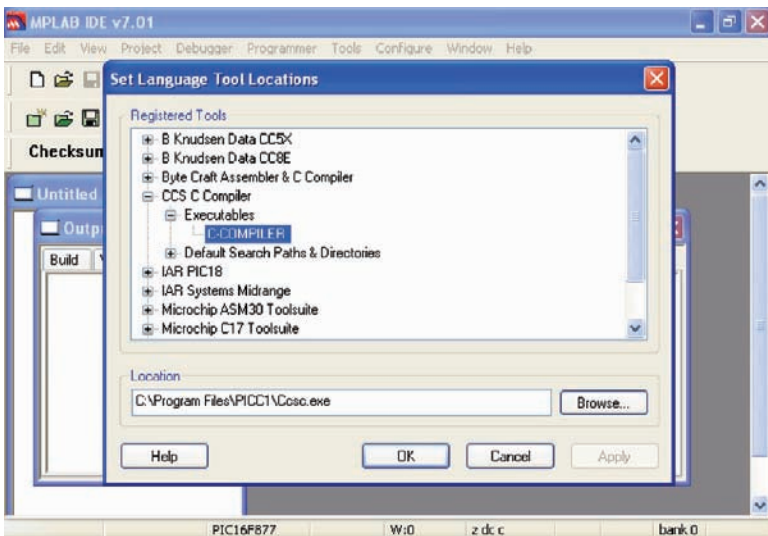 MPLAB IDE v7.01
File Edit View Project Debugger Programmer Tools Configure Window Help
Set Language Tool Locations
Checksum
Untitled
Outp
Build
Registered Tools
B Knudsen Data CC5X
B Knudsen Data CC8E
Byte Craft Assembler & C Compiler
CCS C Compiler
Executables
C-COMPILER
Default Search Paths & Directories
IAR PIC18
IAR Systems Midrange
Microchip ASM30 Toolsuite
Microchip C17 Toolsuite
Location
C:\Program Files\PICC1\Ccsc.exe
Browse...
Help OK Cancel Apply
PIC16F877 W:0 z dc c bank 0